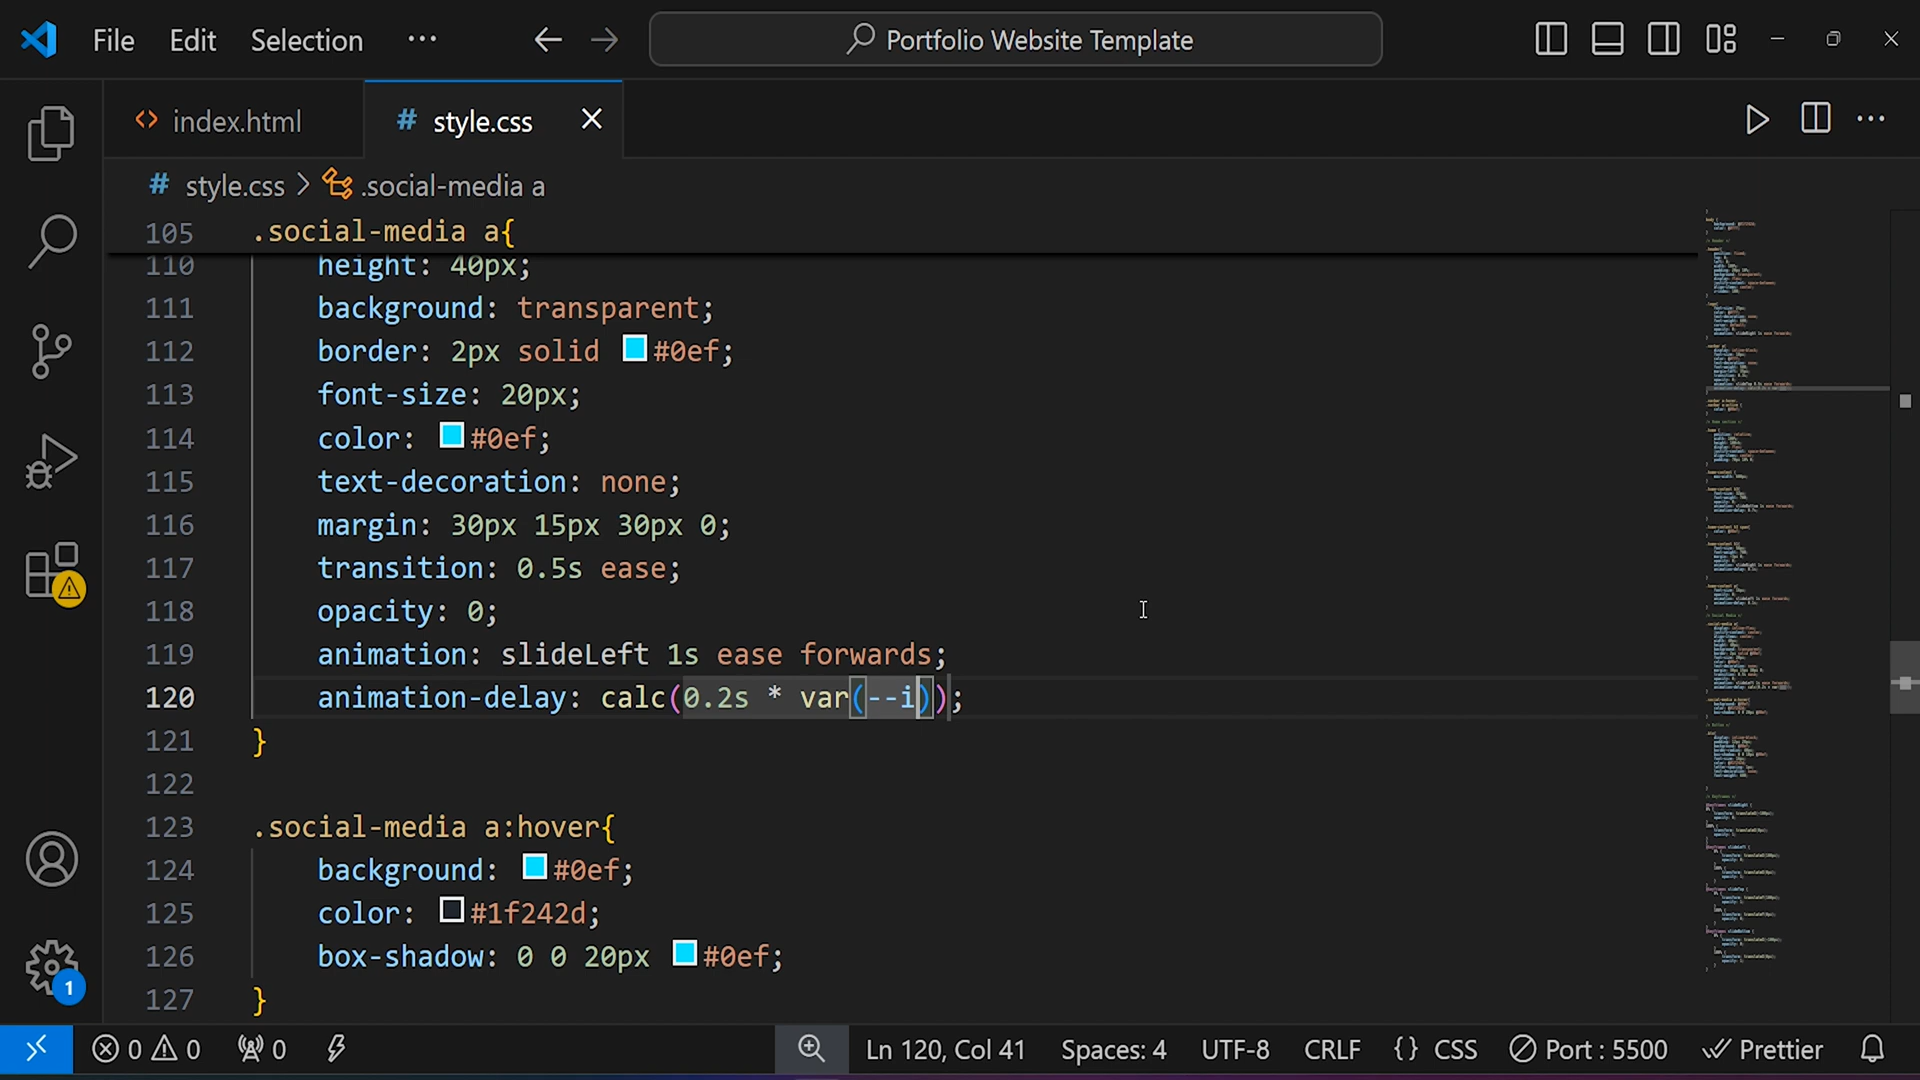 File Edit Selection ··· Portfolio Website Template
index.html style.css
# style.css > .social-media a
105 .social-media a{
110 height: 40px;
111 background: transparent;
112 border: 2px solid #0ef;
113 font-size: 20px;
114 color: #0ef;
115 text-decoration: none;
116 margin: 30px 15px 30px 0;
117 transition: 0.5s ease;
118 opacity: 0;
119 animation: slideLeft 1s ease forwards;
120 animation-delay: calc(0.2s * var(--i));
121 }
122
123 .social-media a:hover{
124 background: #0ef;
125 color: #1f242d;
126 box-shadow: 0 0 20px #0ef;
127 }
1
0 0 0 Ln 120, Col 41 Spaces: 4 UTF-8 CRLF {} CSS Port : 5500 Prettier